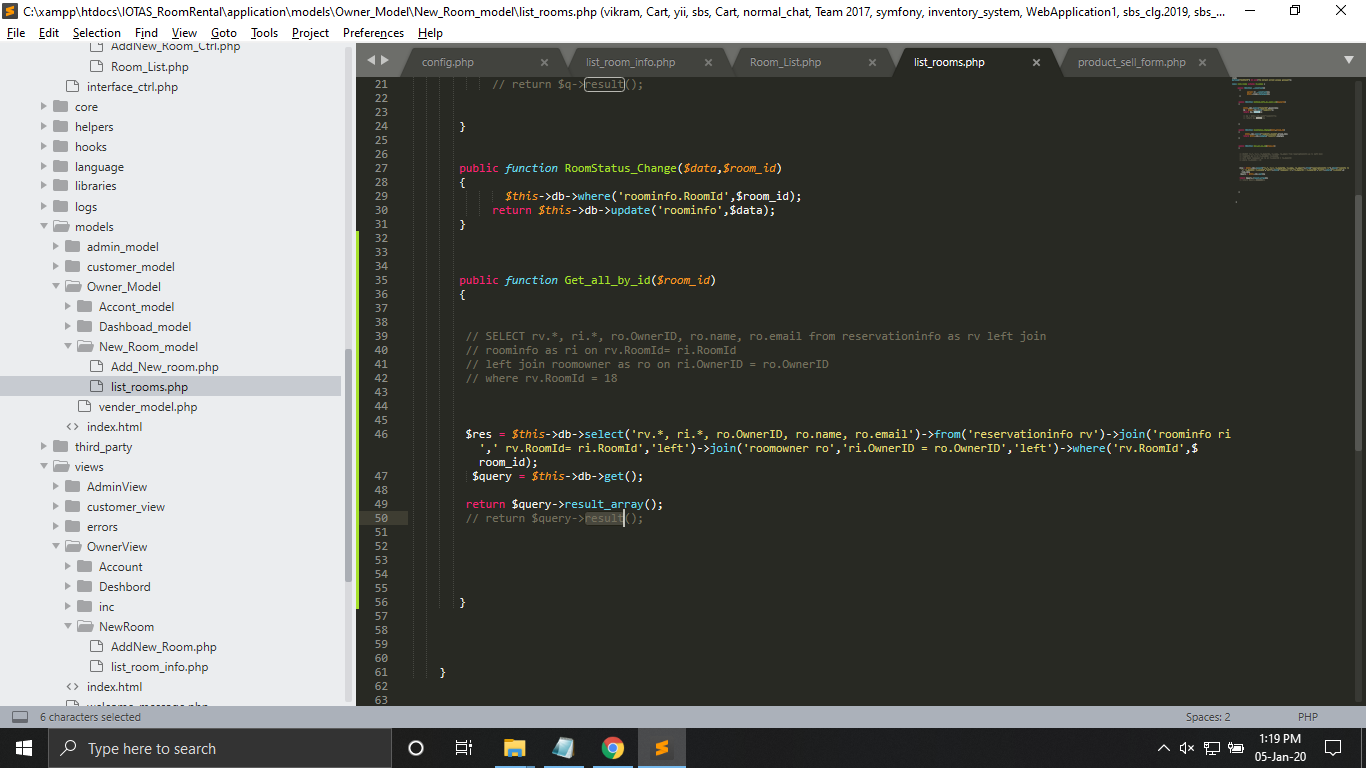 C:\xampp\htdocs\IOTAS_RoomRental\application\models\Owner_Model\New_Room_model\list_rooms.php (vikram, Cart, yii, sbs, Cart, normal_chat, Team 2017, symfony, inventory_system, WebApplication1, sbs_clg.2019, sbs_...
File Edit Selection Find View Goto Tools Project Preferences Help
AddNew_Room_Ctrl.php
Room_List.php
interface_ctrl.php
core
helpers
hooks
language
libraries
logs
models
admin_model
customer_model
Owner_Model
Accont_model
Dashboad_model
New_Room_model
Add_New_room.php
list_rooms.php
vender_model.php
index.html
third_party
views
AdminView
customer_view
errors
OwnerView
Account
Deshbord
inc
NewRoom
AddNew_Room.php
list_room_info.php
index.html
welcome_message.php
config.php
list_room_info.php
Room_List.php
list_rooms.php
product_sell_form.php
21 // return $q->result();
22
23
24 }
25
26
27 public function RoomStatus_Change($data,$room_id)
28 {
29 $this->db->where('roominfo.RoomId',$room_id);
30 return $this->db->update('roominfo',$data);
31 }
32
33
34
35 public function Get_all_by_id($room_id)
36 {
37
38
39 // SELECT rv.*, ri.*, ro.OwnerID, ro.name, ro.email from reservationinfo as rv left join
40 // roominfo as ri on rv.RoomId= ri.RoomId
41 // left join roomowner as ro on ri.OwnerID = ro.OwnerID
42 // where rv.RoomId = 18
43
44
45
46 $res = $this->db->select('rv.*, ri.*, ro.OwnerID, ro.name, ro.email')->from('reservationinfo rv')->join('roominfo ri
',' rv.RoomId= ri.RoomId','left')->join('roomowner ro','ri.OwnerID = ro.OwnerID','left')->where('rv.RoomId',$
room_id);
47 $query = $this->db->get();
48
49 return $query->result_array();
50 // return $query->result();
51
52
53
54
55
56 }
57
58
59
60
61 }
62
63
6 characters selected
Spaces: 2
PHP
Type here to search
1:19 PM
05-Jan-20